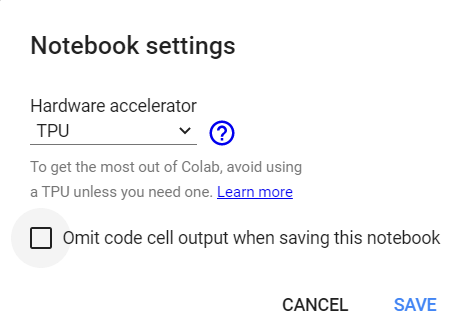 Notebook settings
Hardware accelerator
TPU
?
To get the most out of Colab, avoid using
a TPU unless you need one. Learn more
Omit code cell output when saving this notebook
CANCEL SAVE